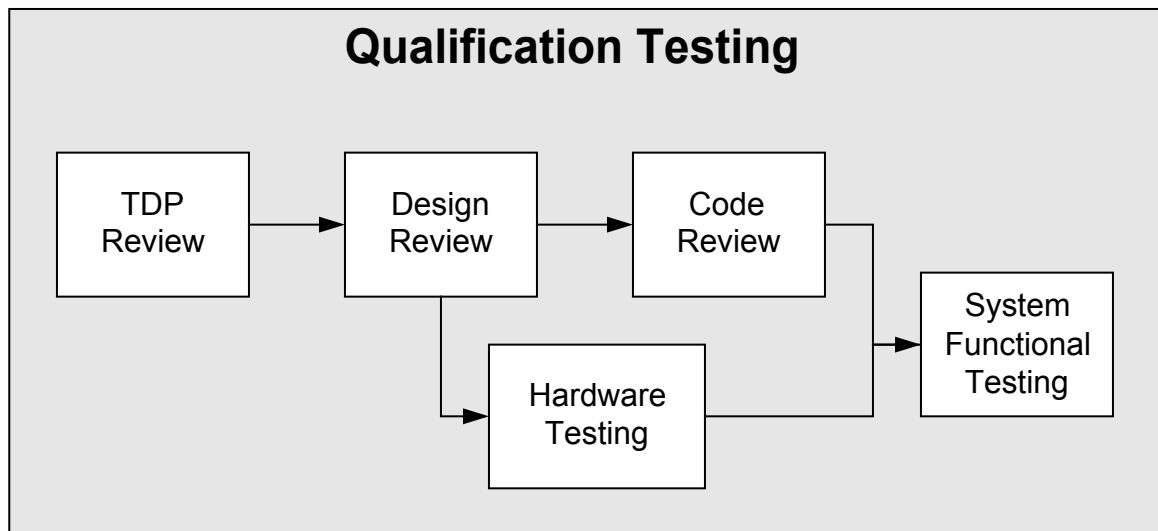 Qualification Testing
TDP
Review
Design
Review
Code
Review
System
Functional
Testing
Hardware
Testing